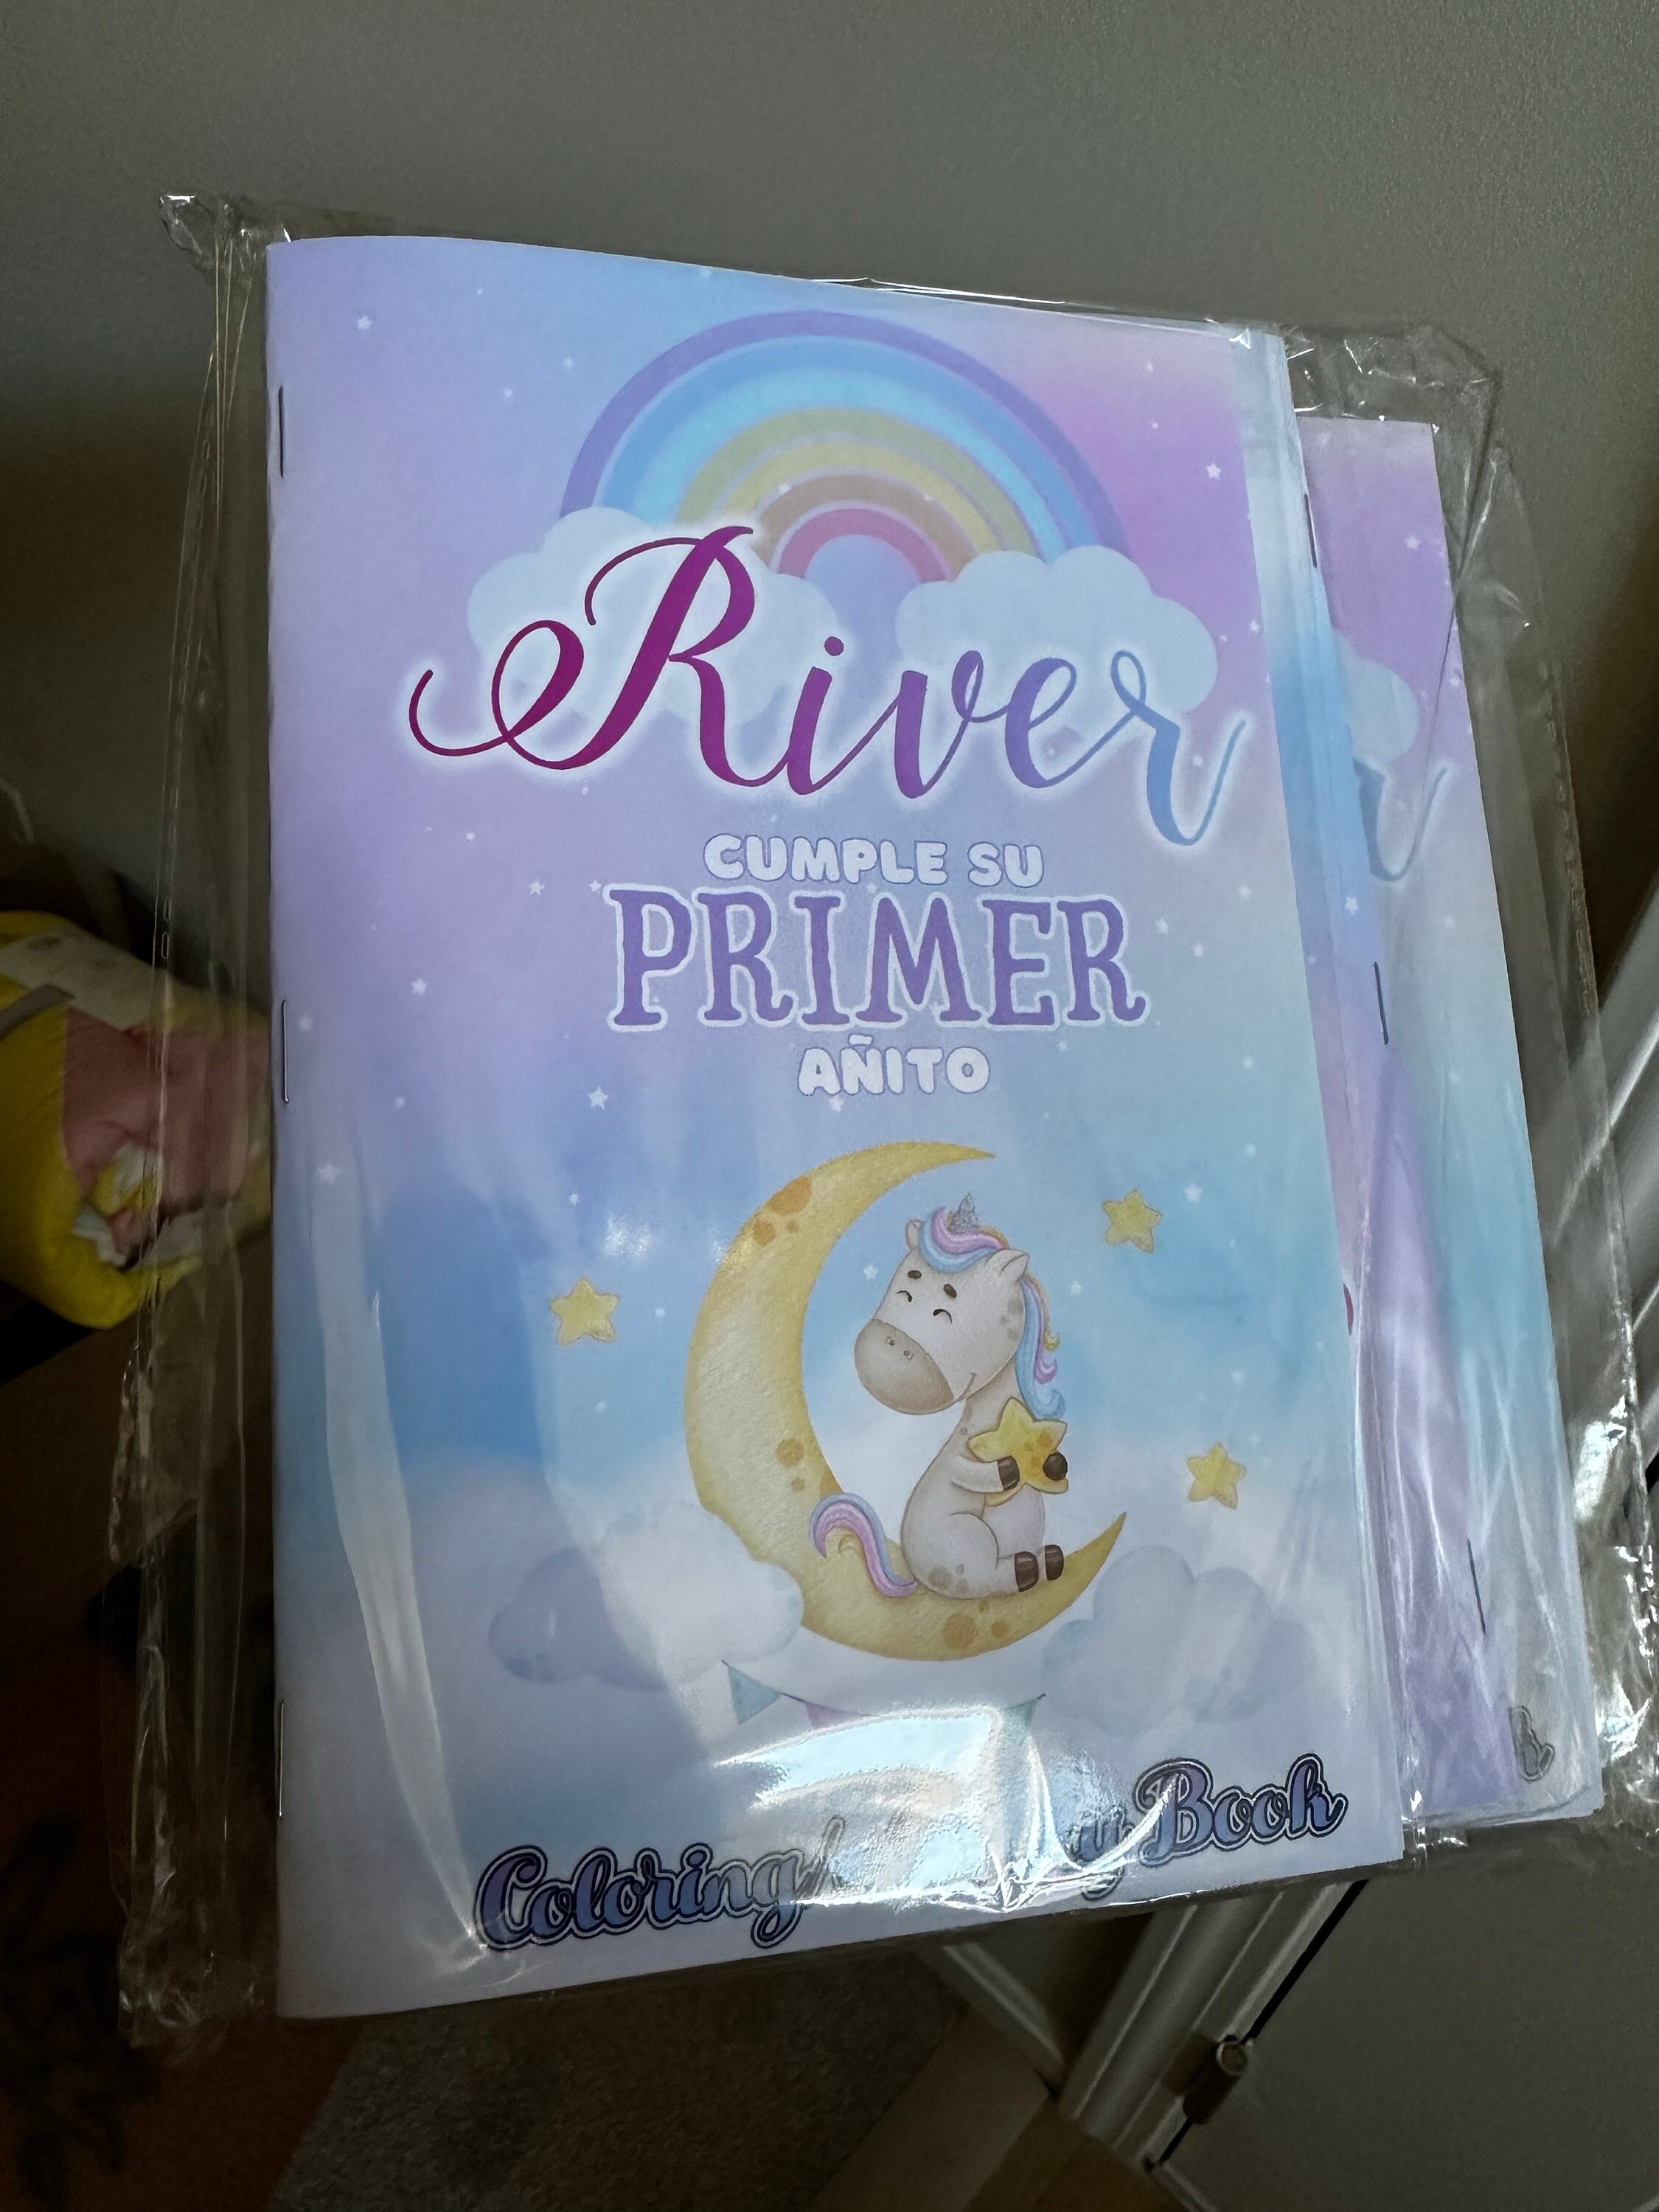 River
CUMPLE SU
PRIMER
AÑITO
Coloring Book
r
B